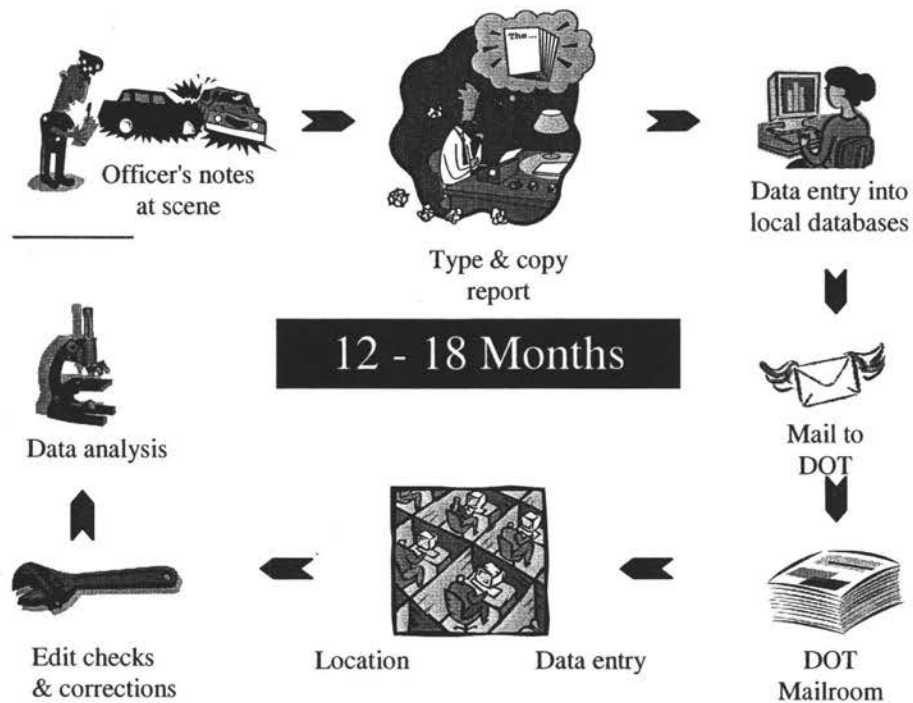 The...
Officer's notes
at scene
Type & copy
report
Data entry into
local databases
12 - 18 Months
Mail to
DOT
Data analysis
Edit checks
& corrections
Location
Data entry
DOT
Mailroom